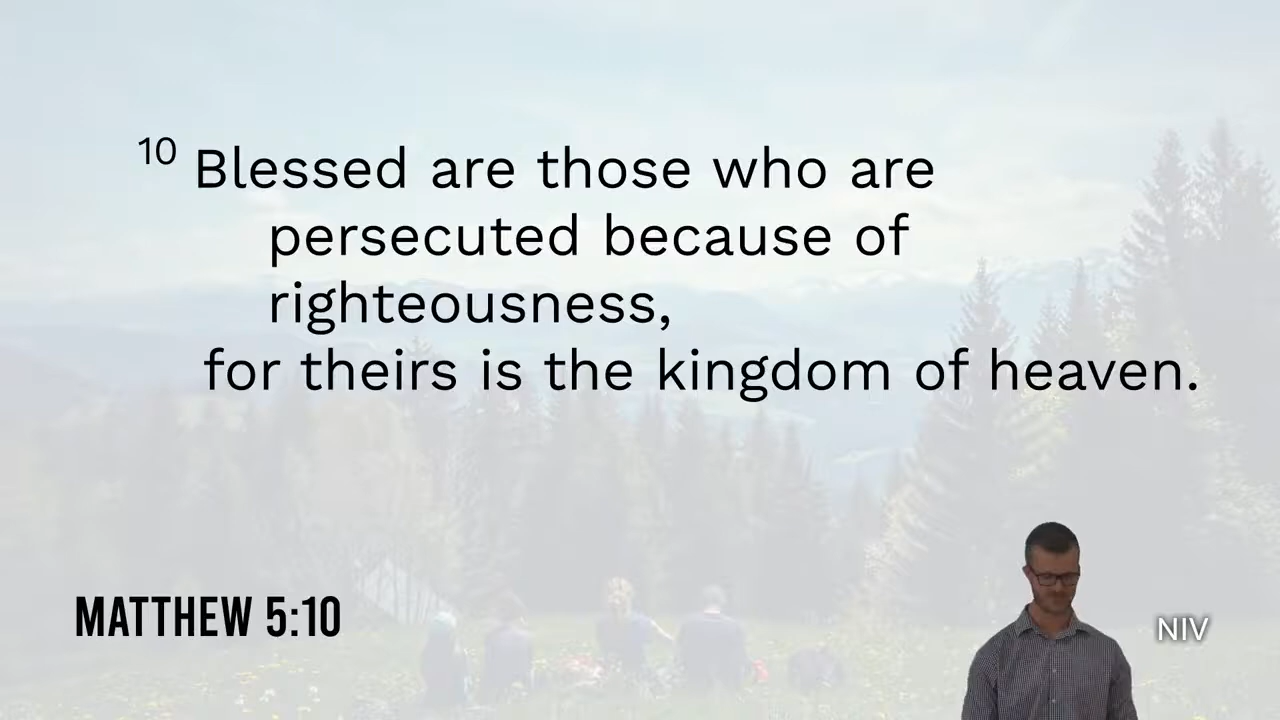 10 Blessed are those who are
persecuted because of
righteousness,
for theirs is the kingdom of heaven.
MATTHEW 5:10
NIV